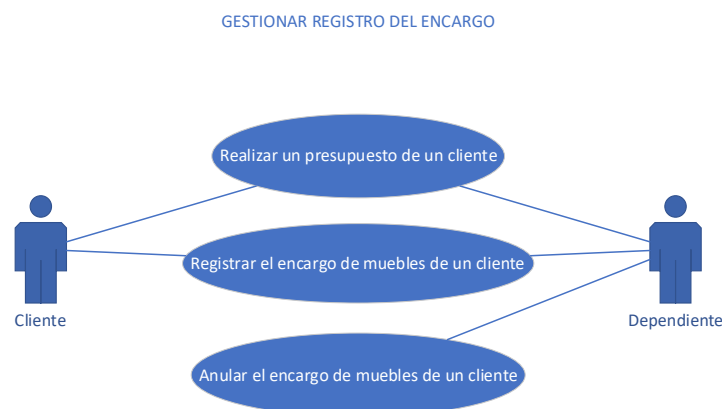 GESTIONAR REGISTRO DEL ENCARGO
Realizar un presupuesto de un cliente
Registrar el encargo de muebles de un cliente
Cliente
Dependiente
Anular el encargo de muebles de un cliente